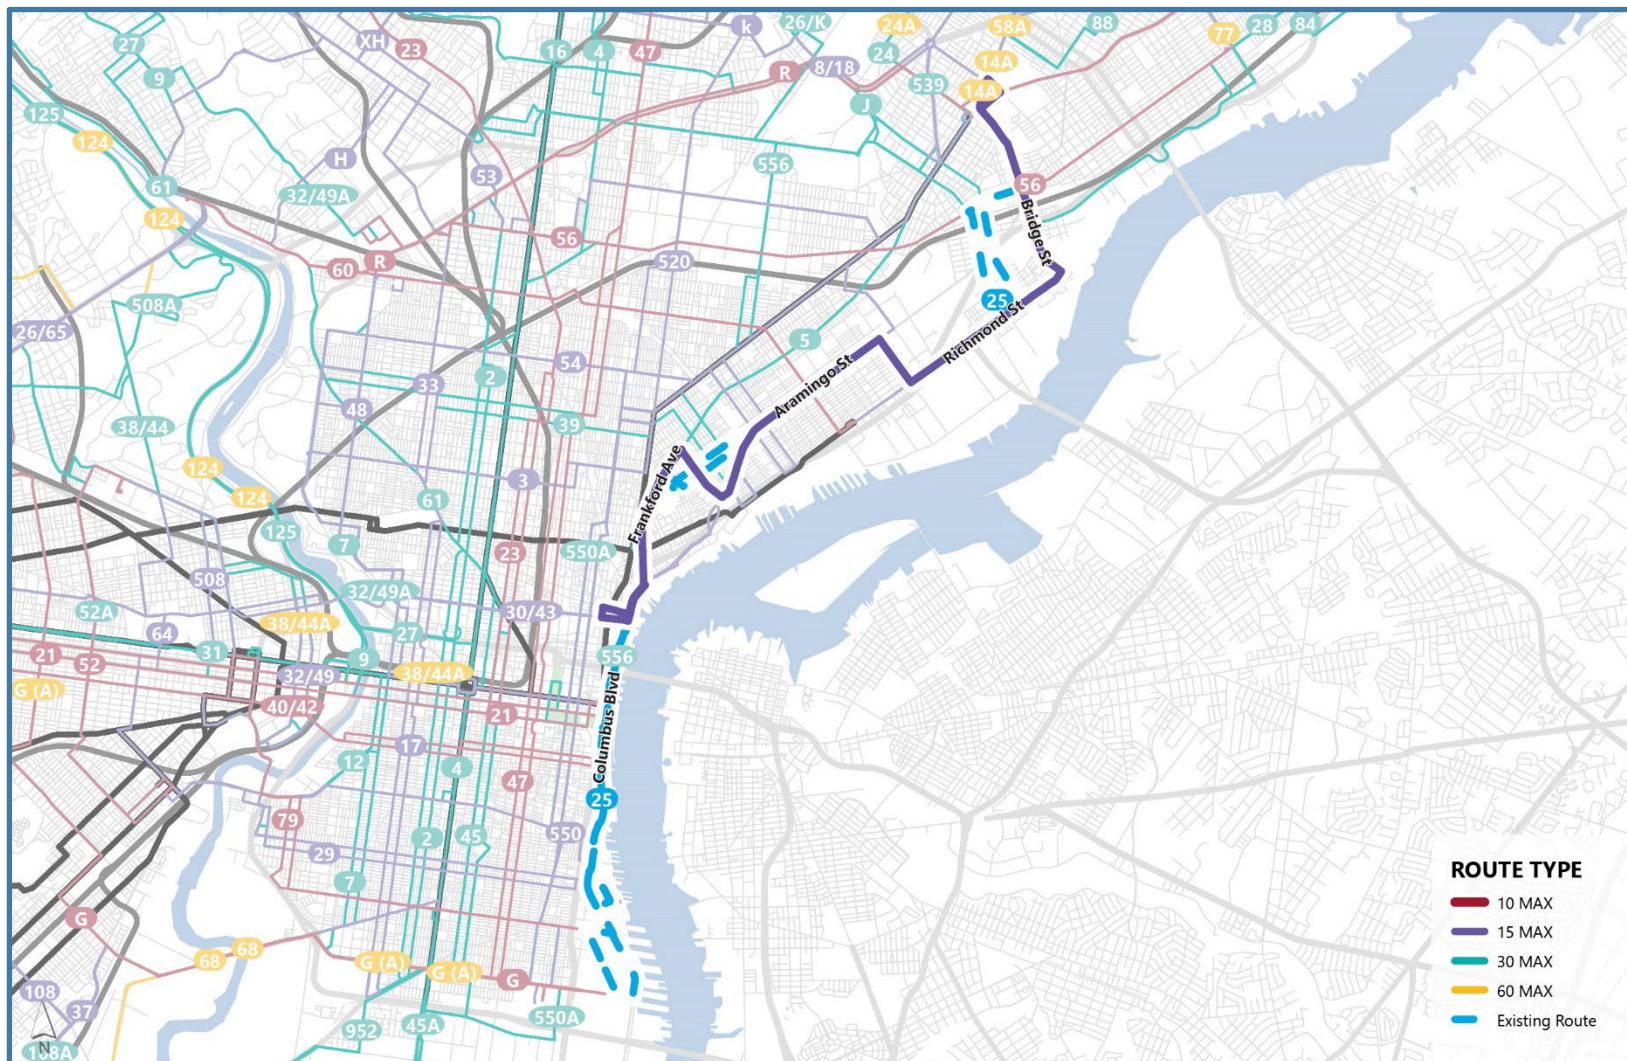 27
9
125
124
XH
23
16
4
47
k
26/K
24A
58A
88
28
84
77
24
14A
8/18
R
J
539
14A
H
53
556
61
32/49A
124
56
56
Bridge St
60
R
520
508A
25
Richmond St
26/65
5
54
2
33
48
Aramingo St
38/44
39
124
3
Frankford Ave
124
61
125
7
23
550A
508
32/49A
52A
30/43
38/44A
64
27
556
31
9
21
52
32/49
38/44A
G (A)
40/42
21
Columbus Blvd
17
12
4
47
25
79
2
45
550
29
7
G
68
68
G (A)
G (A)
G
108
37
952
45A
550A
108A
N
ROUTE TYPE
10 MAX
15 MAX
30 MAX
60 MAX
Existing Route